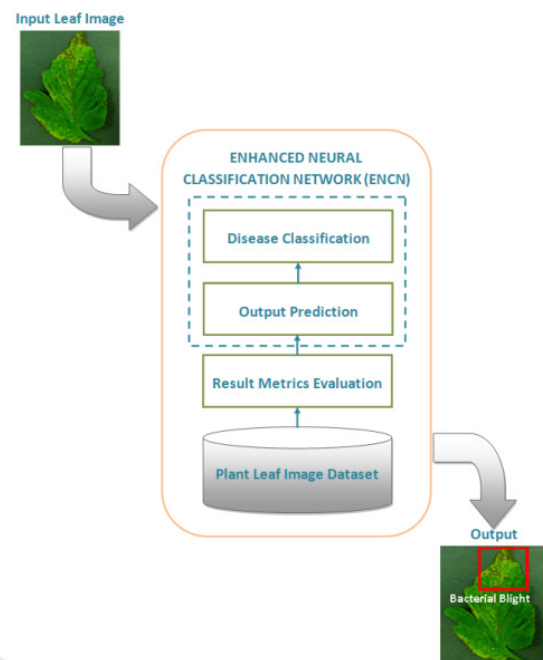 Input Leaf Image
ENHANCED NEURAL
CLASSIFICATION NETWORK (ENCN)
Disease Classification
Output Prediction
Result Metrics Evaluation
Plant Leaf Image Dataset
Output
Bacterial Blight